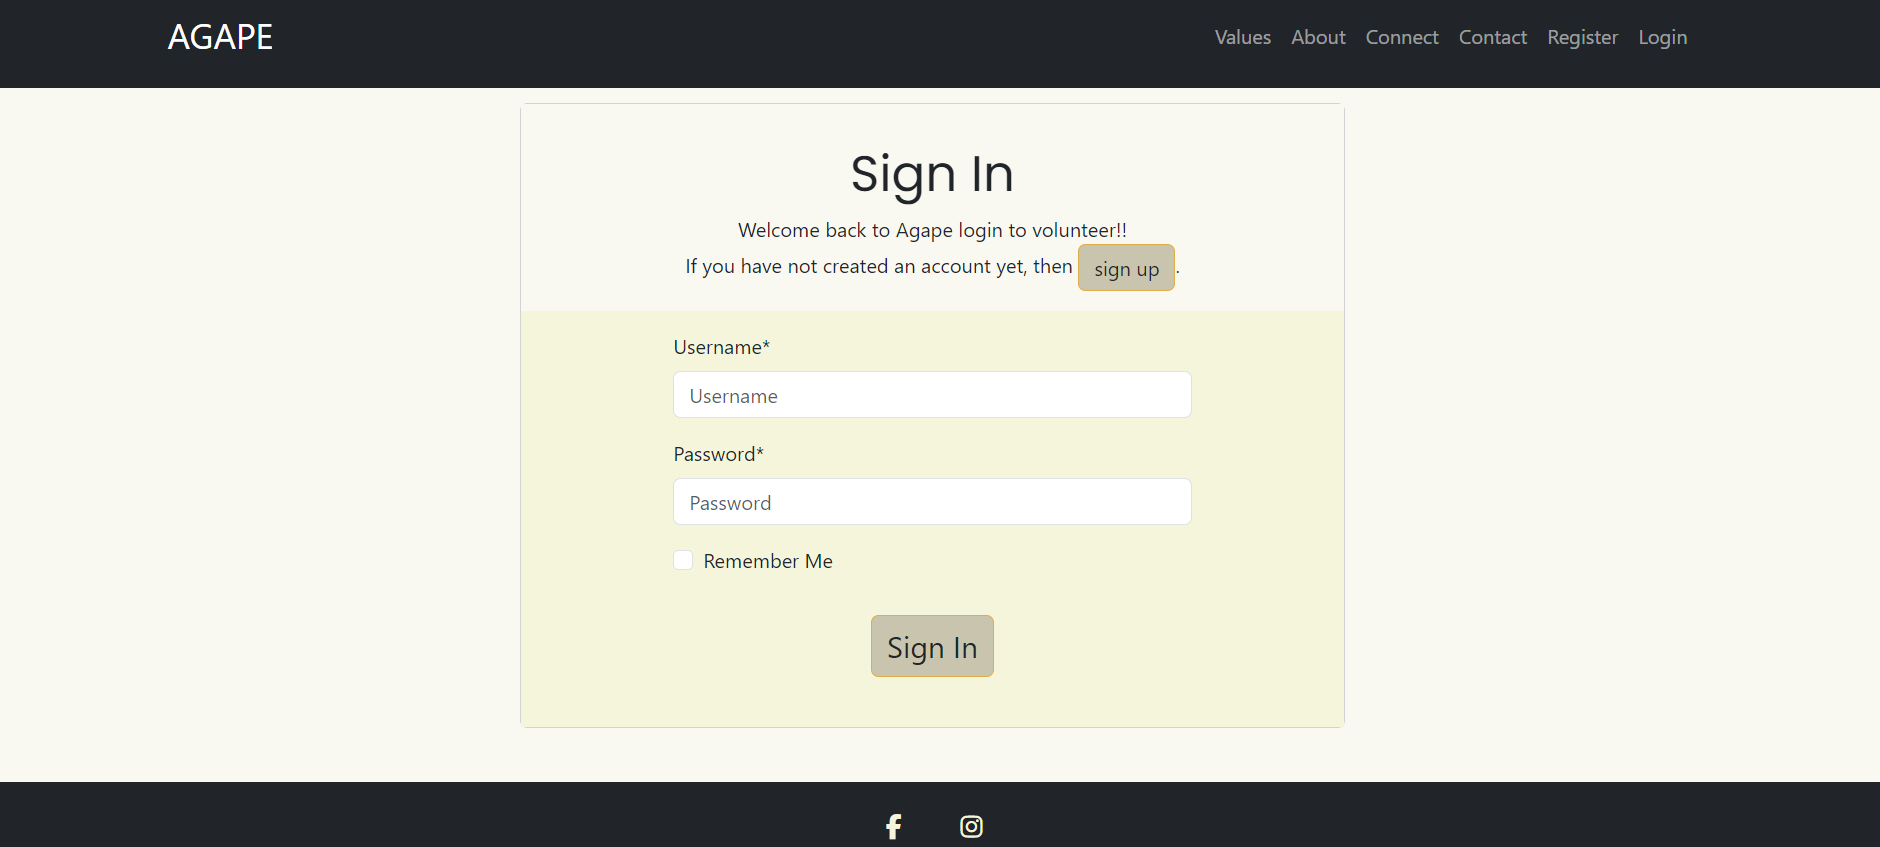 AGAPE
Values About Connect Contact Register Login
Sign In
Welcome back to Agape login to volunteer!!
If you have not created an account yet, then sign up.
Username*
Username
Password*
Password
Remember Me
Sign In